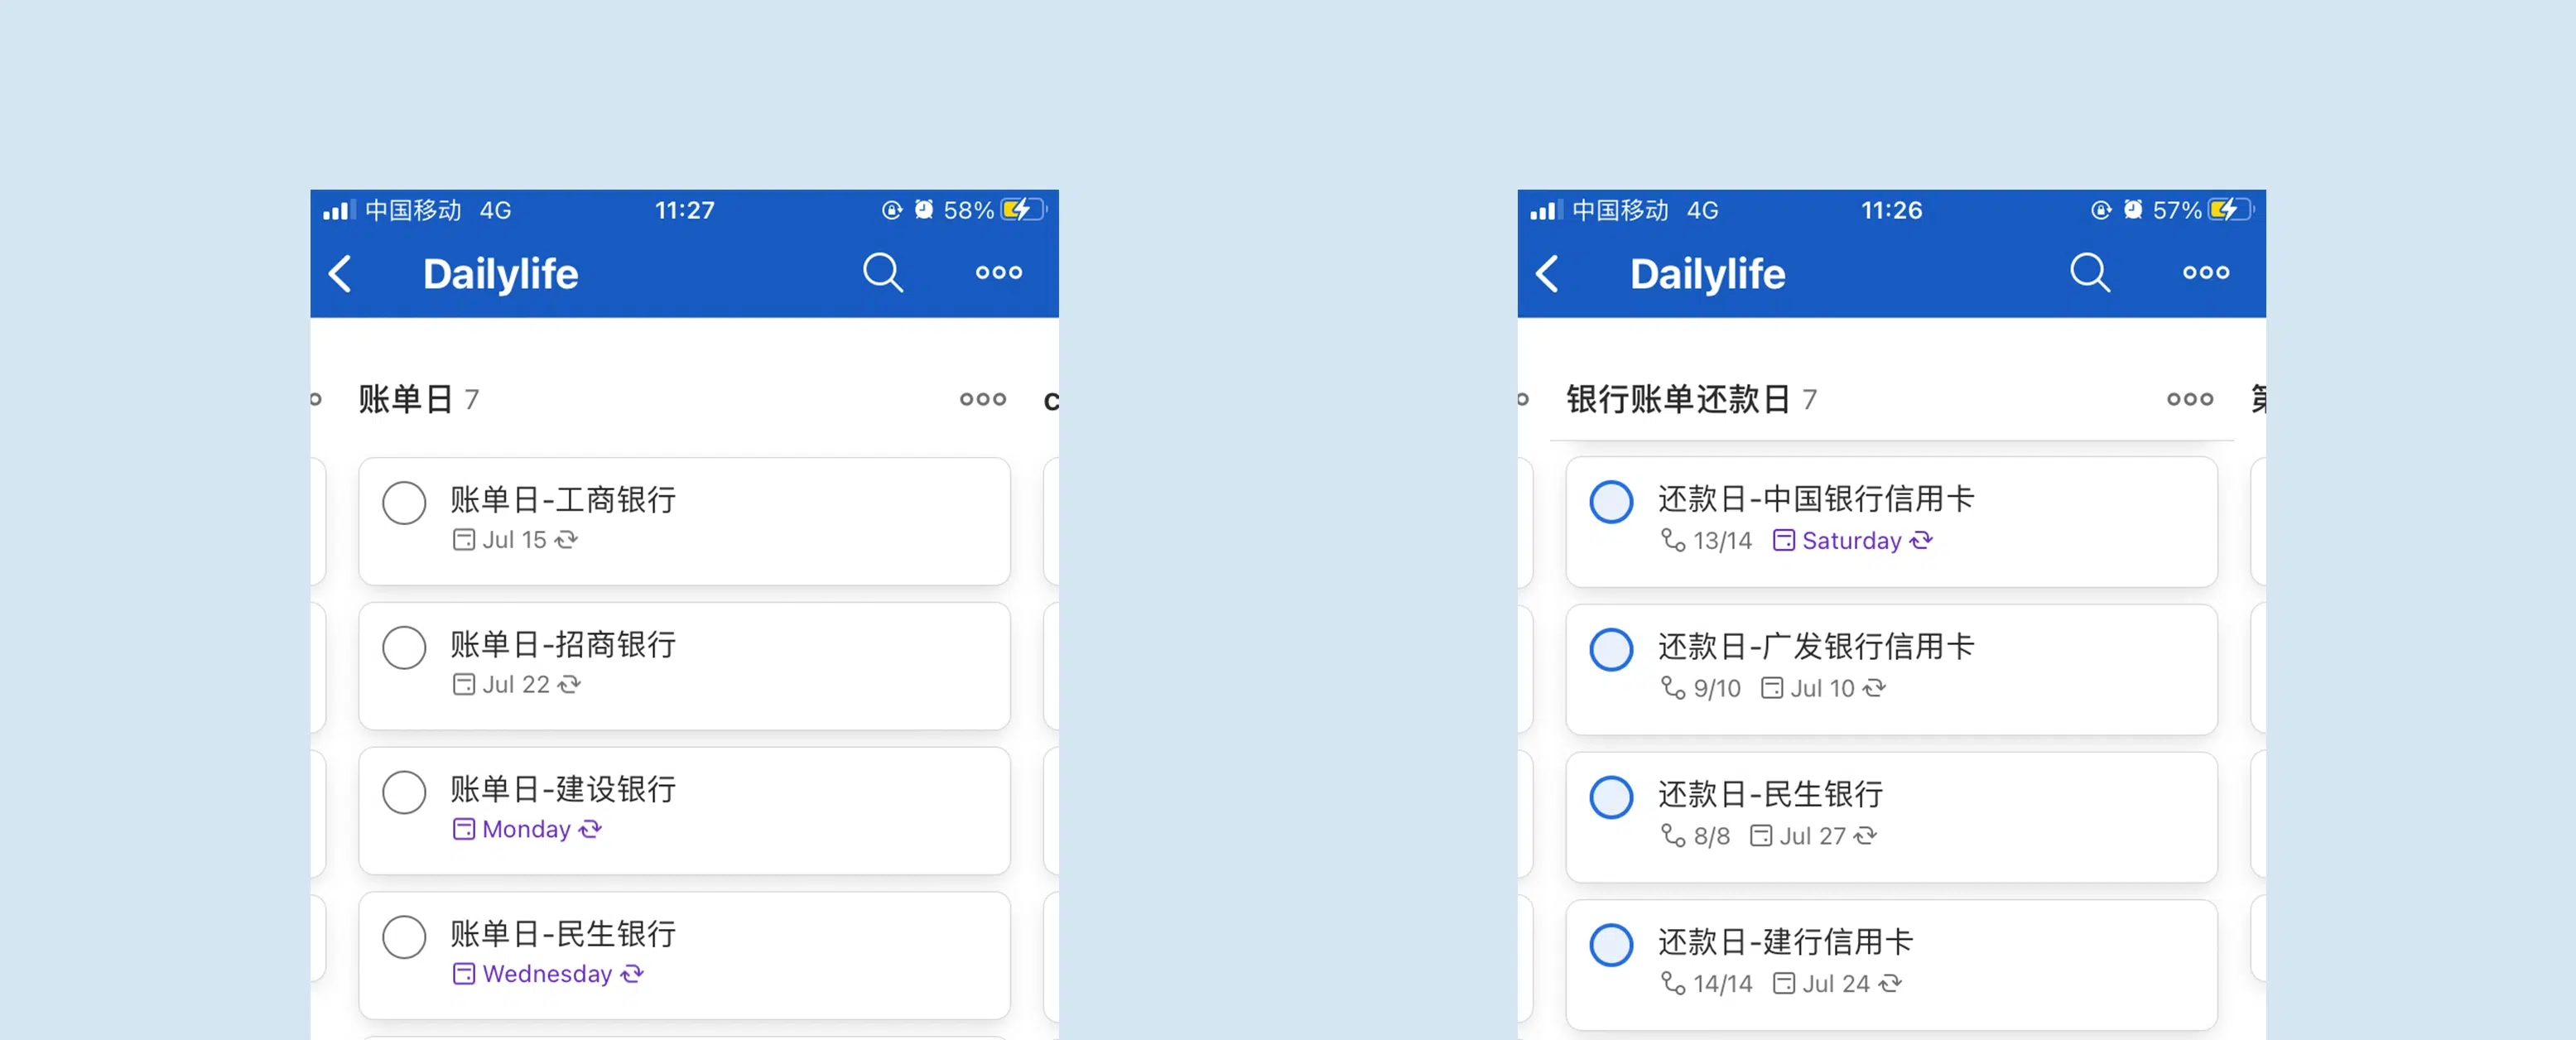 中国移动 4G 11:27 58%
Dailylife
账单日 7
账单日-工商银行
Jul 15
账单日-招商银行
Jul 22
账单日-建设银行
Monday
账单日-民生银行
Wednesday
中国移动 4G 11:26 57%
Dailylife
银行账单还款日 7
还款日-中国银行信用卡
13/14 Saturday
还款日-广发银行信用卡
9/10 Jul 10
还款日-民生银行
8/8 Jul 27
还款日-建行信用卡
14/14 Jul 24